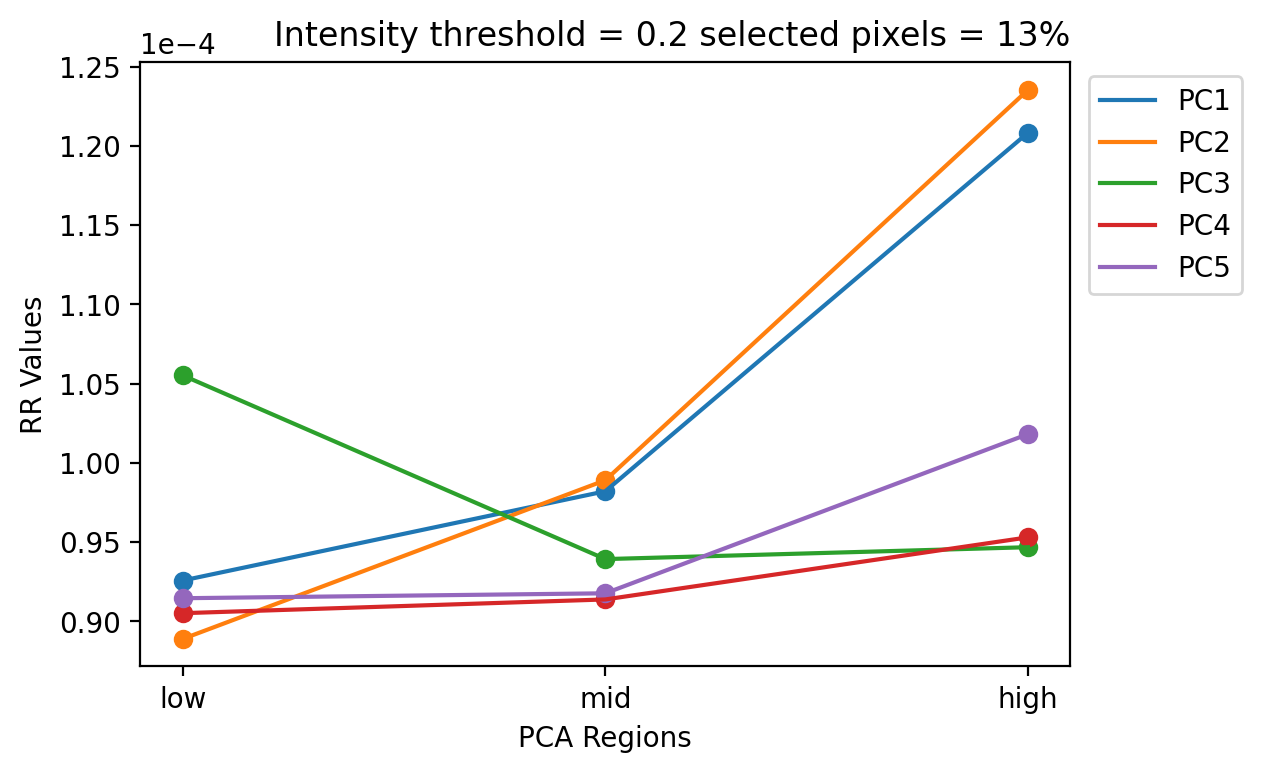 Intensity threshold = 0.2 selected pixels = 13%
1e−4
1.25
1.20
1.15
1.10
1.05
1.00
0.95
0.90
RR Values
low
mid
high
PCA Regions
PC1
PC2
PC3
PC4
PC5